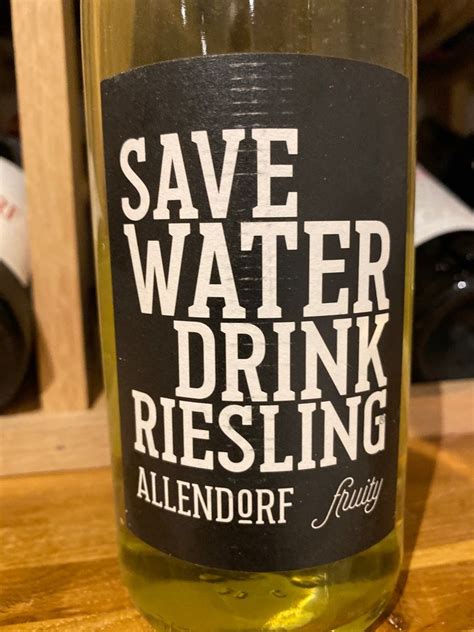 SAVE
WATER
DRINK
RIESLING
ALLENDORF fruity